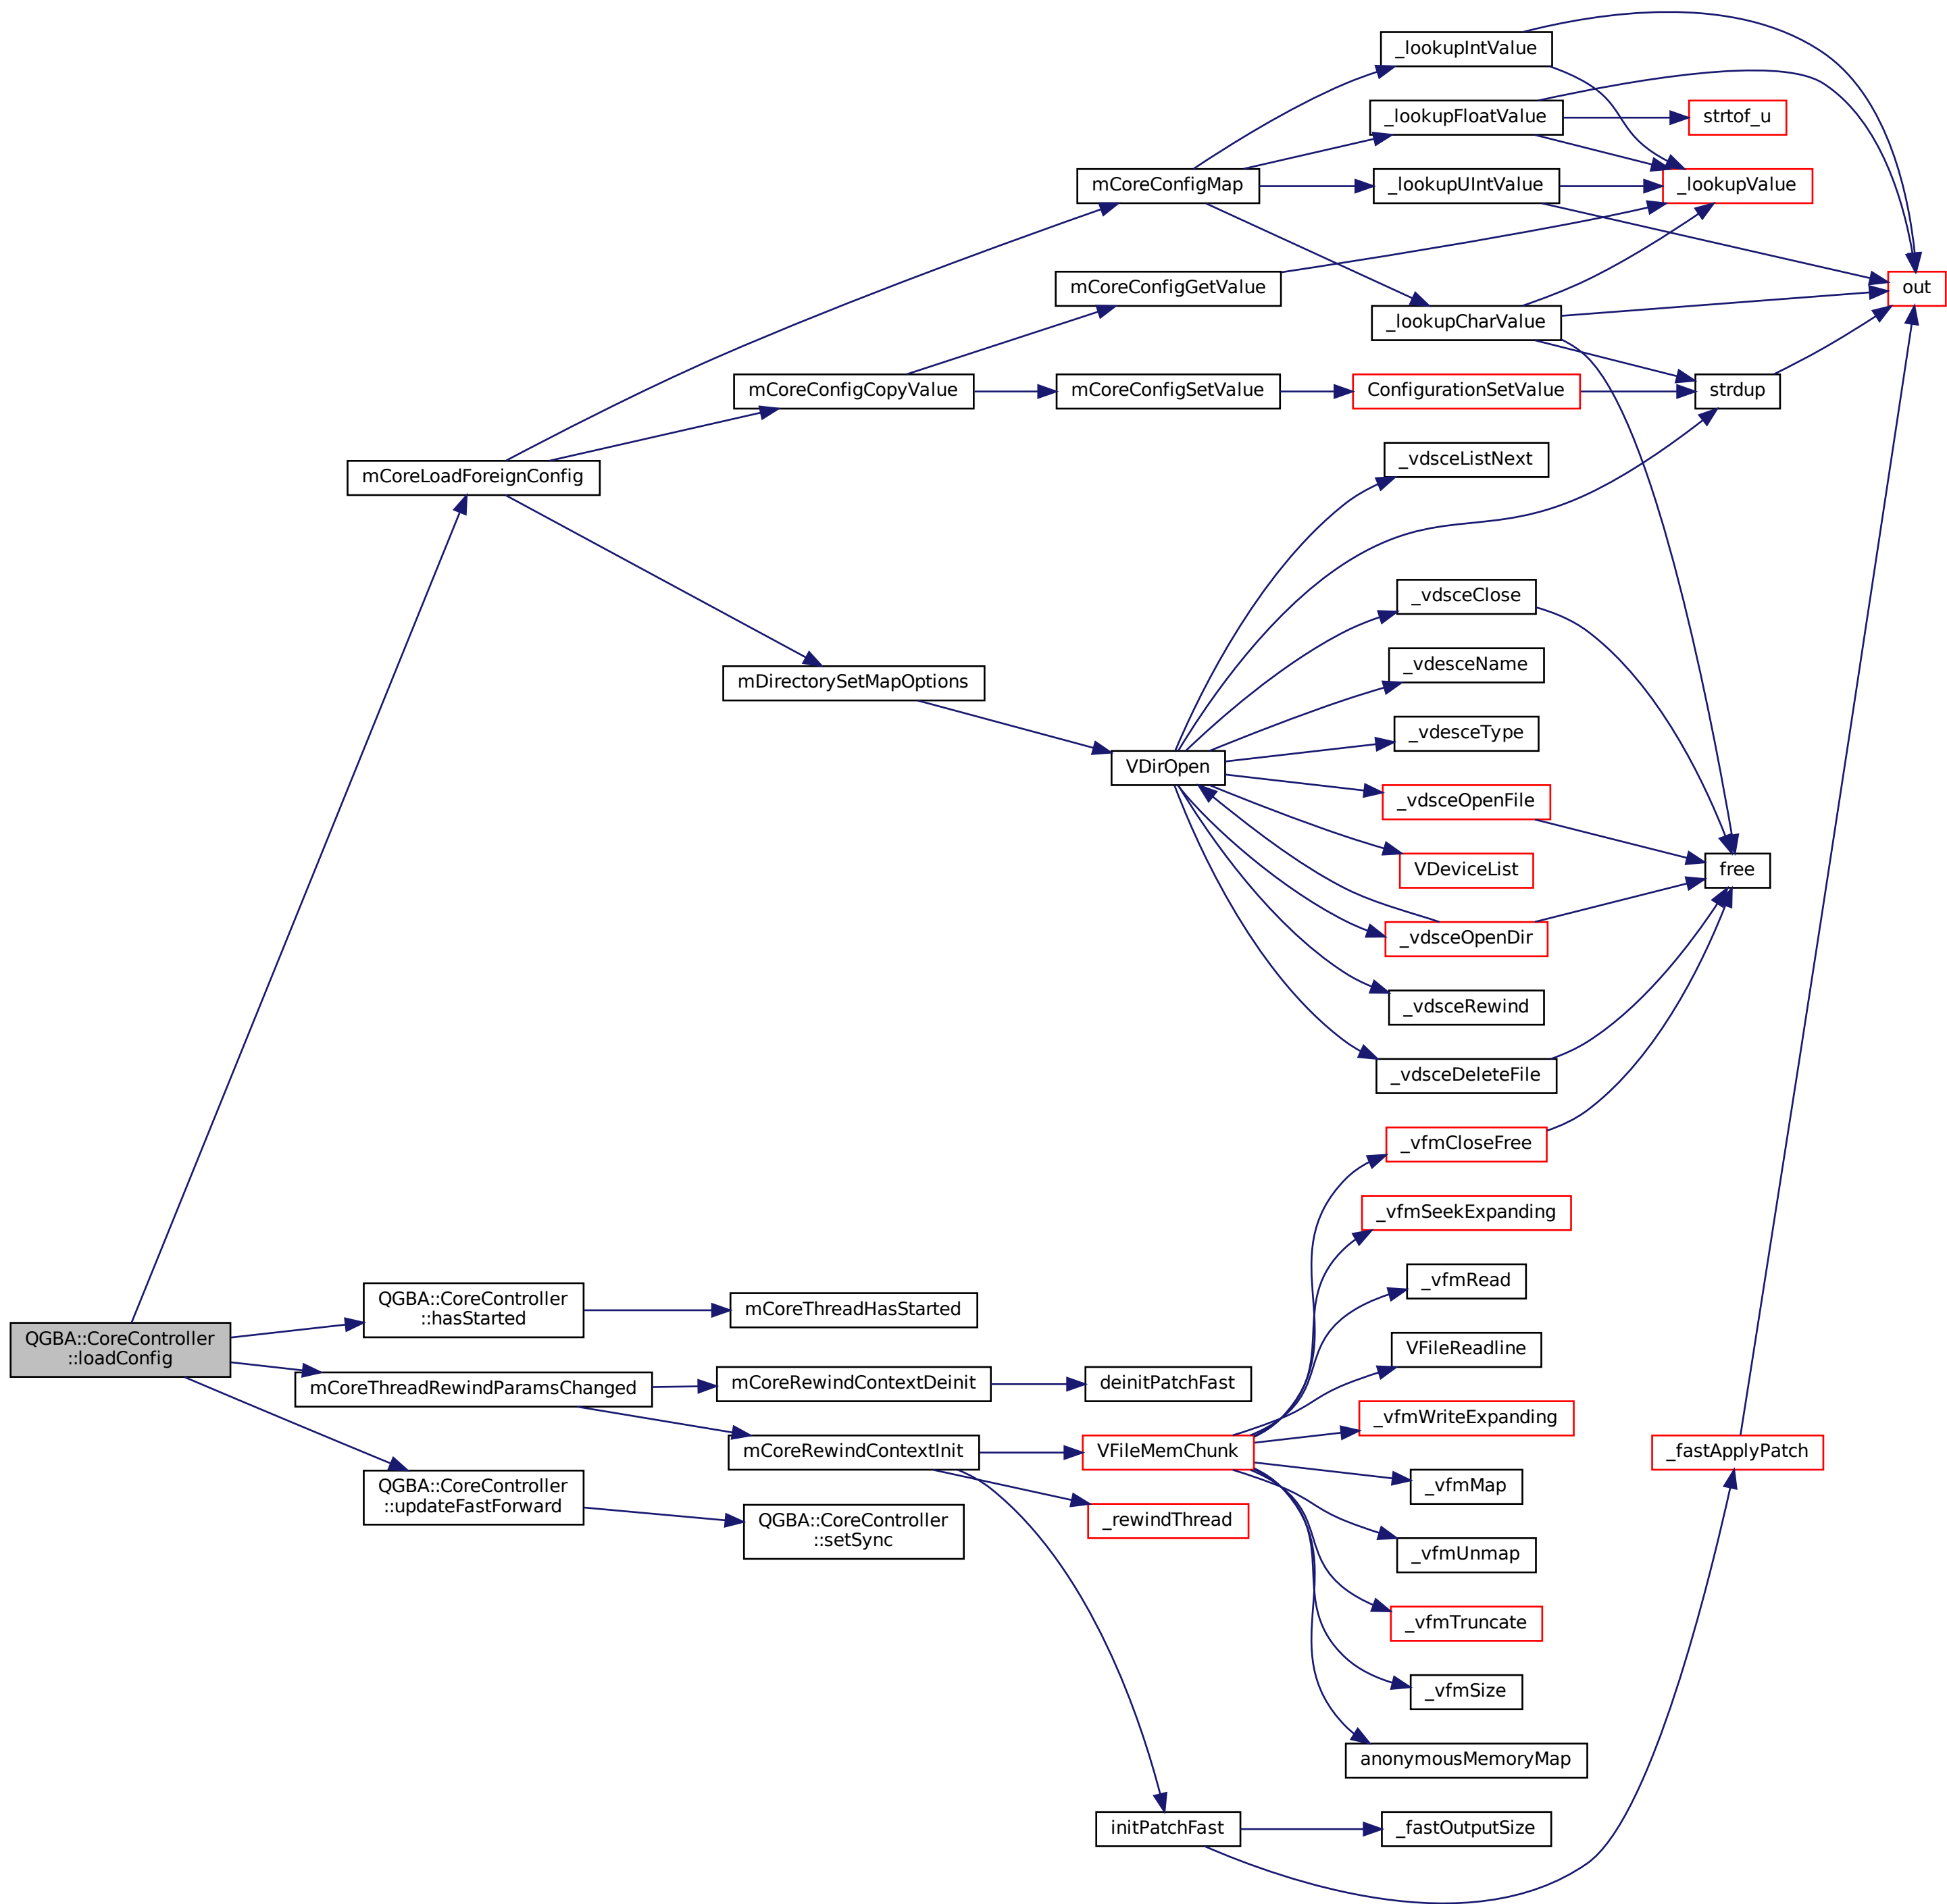 _lookupIntValue
_lookupFloatValue
strtof_u
mCoreConfigMap
_lookupUIntValue
_lookupValue
mCoreConfigGetValue
out
_lookupCharValue
mCoreConfigCopyValue
mCoreConfigSetValue
ConfigurationSetValue
strdup
_vdsceListNext
mCoreLoadForeignConfig
_vdsceClose
_vdesceName
mDirectorySetMapOptions
_vdesceType
VDirOpen
_vdsceOpenFile
VDeviceList
free
_vdsceOpenDir
_vdsceRewind
_vdsceDeleteFile
_vfmCloseFree
_vfmSeekExpanding
_vfmRead
QGBA::CoreController
::hasStarted
mCoreThreadHasStarted
QGBA::CoreController
::loadConfig
VFileReadline
mCoreThreadRewindParamsChanged
mCoreRewindContextDeinit
deinitPatchFast
_vfmWriteExpanding
mCoreRewindContextInit
VFileMemChunk
_fastApplyPatch
_vfmMap
QGBA::CoreController
::updateFastForward
_rewindThread
QGBA::CoreController
::setSync
_vfmUnmap
_vfmTruncate
_vfmSize
anonymousMemoryMap
initPatchFast
_fastOutputSize